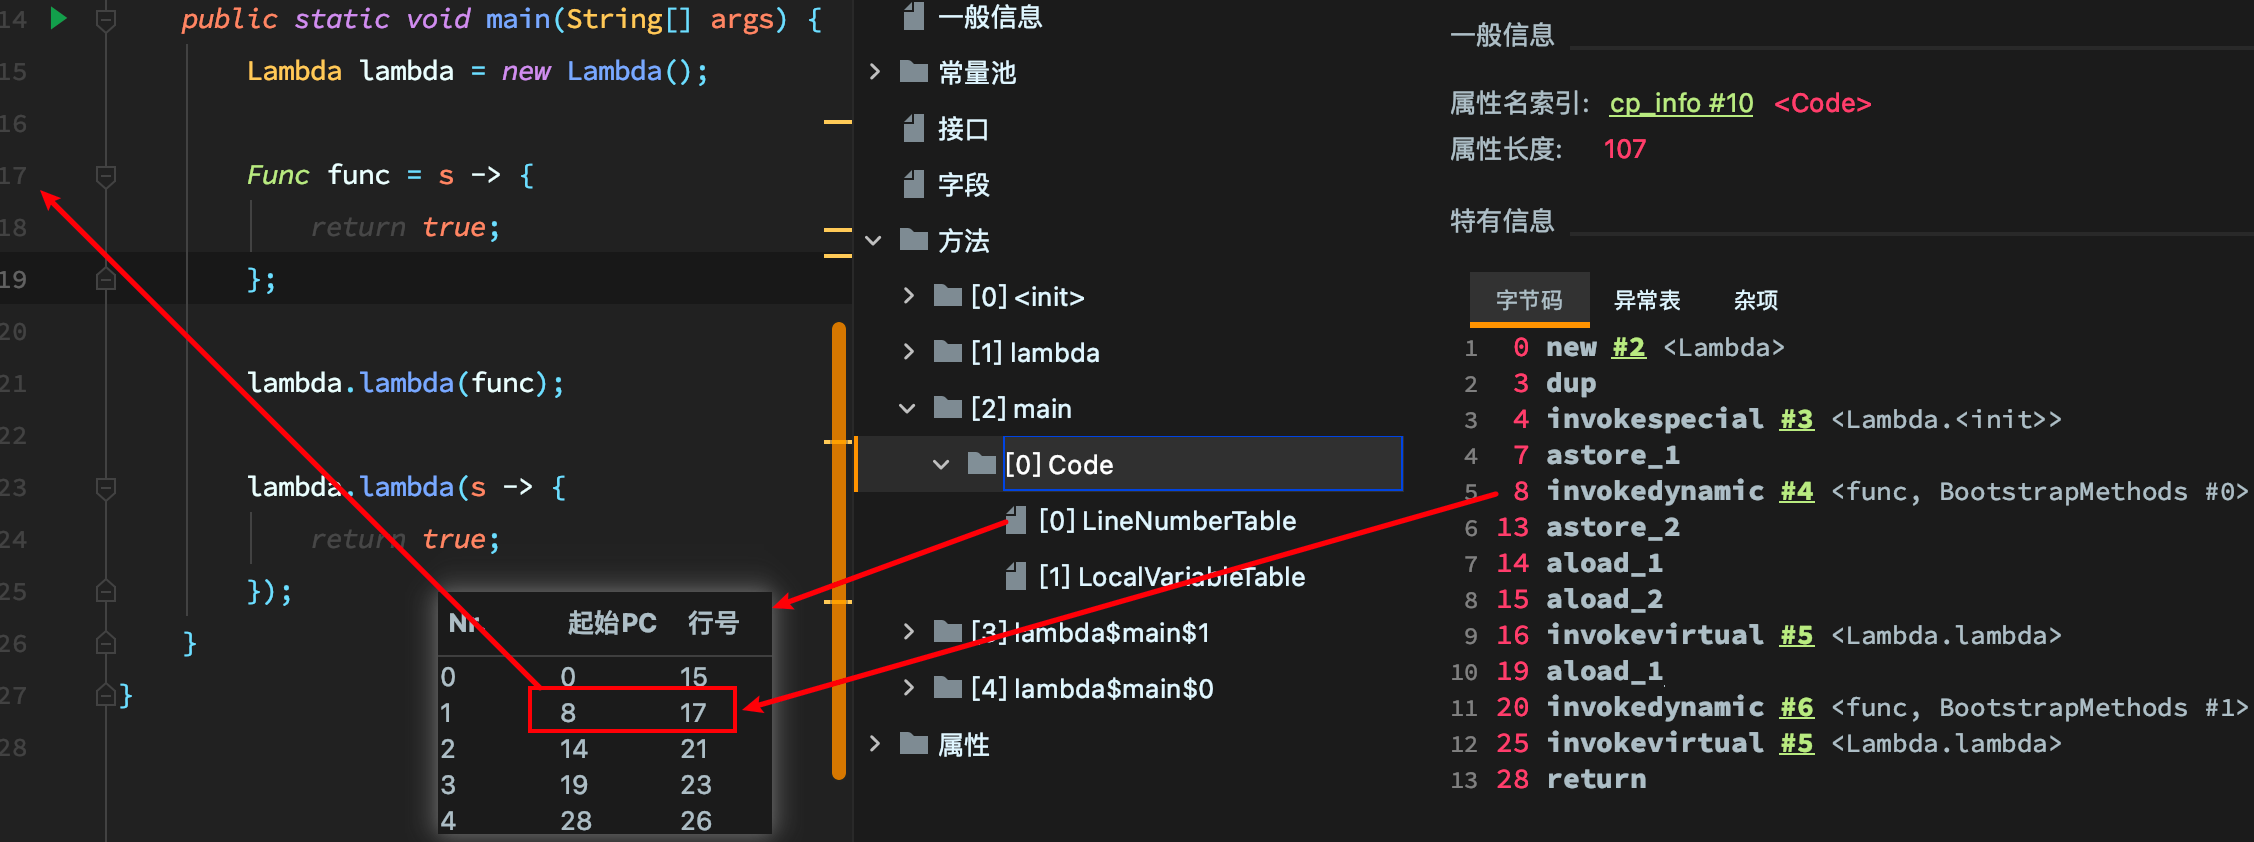 14 public static void main(String[] args) {
15 Lambda lambda = new Lambda();
16
17 Func func = s -> {
18 return true;
19 };
20
21 lambda.lambda(func);
22
23 lambda.lambda(s -> {
24 return true;
25 });
26 }
27 }
28
Nr. 起始PC 行号
0 0 15
1 8 17
2 14 21
3 19 23
4 28 26
一般信息
常量池
接口
字段
方法
[0] <init>
[1] lambda
[2] main
[0] Code
[0] LineNumberTable
[1] LocalVariableTable
[3] lambda$main$1
[4] lambda$main$0
属性
一般信息
属性名索引: cp_info #10 <Code>
属性长度: 107
特有信息
字节码 异常表 杂项
1 0 new #2 <Lambda>
2 3 dup
3 4 invokespecial #3 <Lambda.<init>>
4 7 astore_1
5 8 invokedynamic #4 <func, BootstrapMethods #0>
6 13 astore_2
7 14 aload_1
8 15 aload_2
9 16 invokevirtual #5 <Lambda.lambda>
10 19 aload_1
11 20 invokedynamic #6 <func, BootstrapMethods #1>
12 25 invokevirtual #5 <Lambda.lambda>
13 28 return